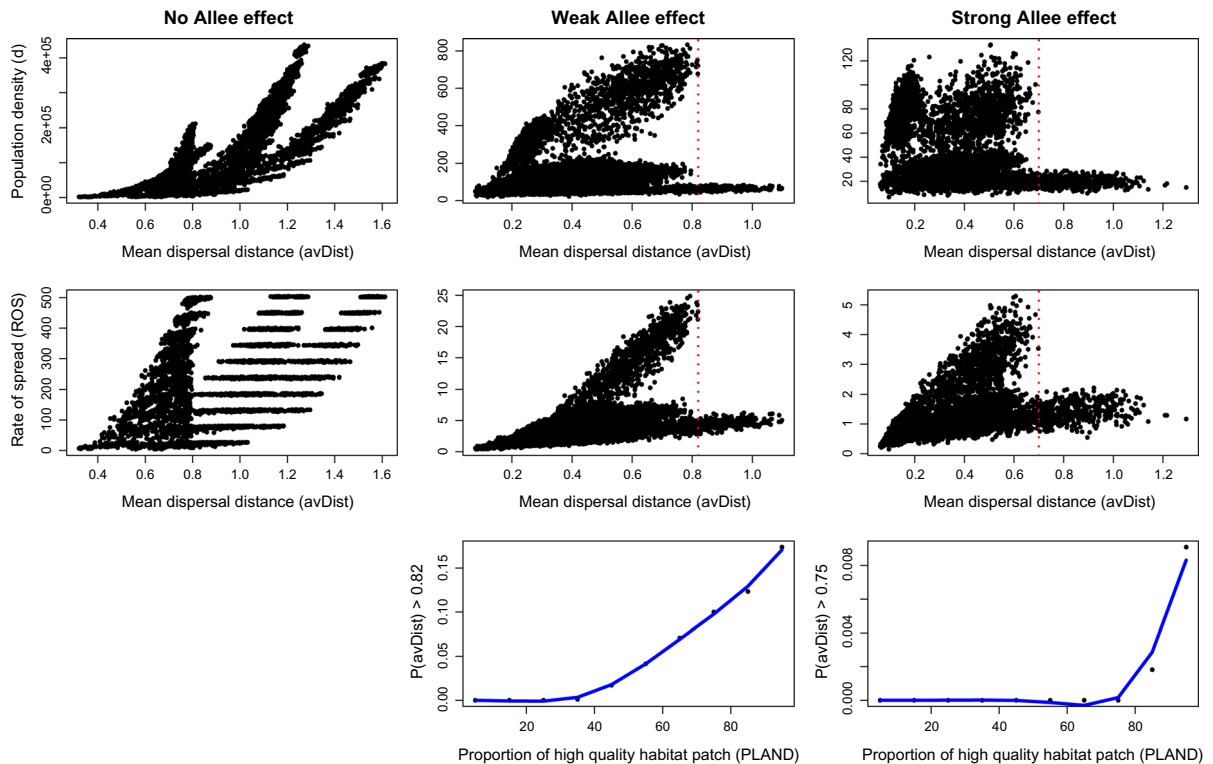 No Allee effect
Weak Allee effect
Strong Allee effect
Population density (d)
0e+00 2e+05 4e+05
0.4 0.6 0.8 1.0 1.2 1.4 1.6
Mean dispersal distance (avDist)
0 200 400 600 800
0.2 0.4 0.6 0.8 1.0
Mean dispersal distance (avDist)
20 40 60 80 100 120
0.2 0.4 0.6 0.8 1.0 1.2
Mean dispersal distance (avDist)
Rate of spread (ROS)
0 100 200 300 400 500
0.4 0.6 0.8 1.0 1.2 1.4 1.6
Mean dispersal distance (avDist)
0 5 10 15 20 25
0.2 0.4 0.6 0.8 1.0
Mean dispersal distance (avDist)
0 1 2 3 4 5
0.2 0.4 0.6 0.8 1.0 1.2
Mean dispersal distance (avDist)
P(avDist) > 0.82
0.00 0.05 0.10 0.15
20 40 60 80
Proportion of high quality habitat patch (PLAND)
P(avDist) > 0.75
0.000 0.004 0.008
20 40 60 80
Proportion of high quality habitat patch (PLAND)